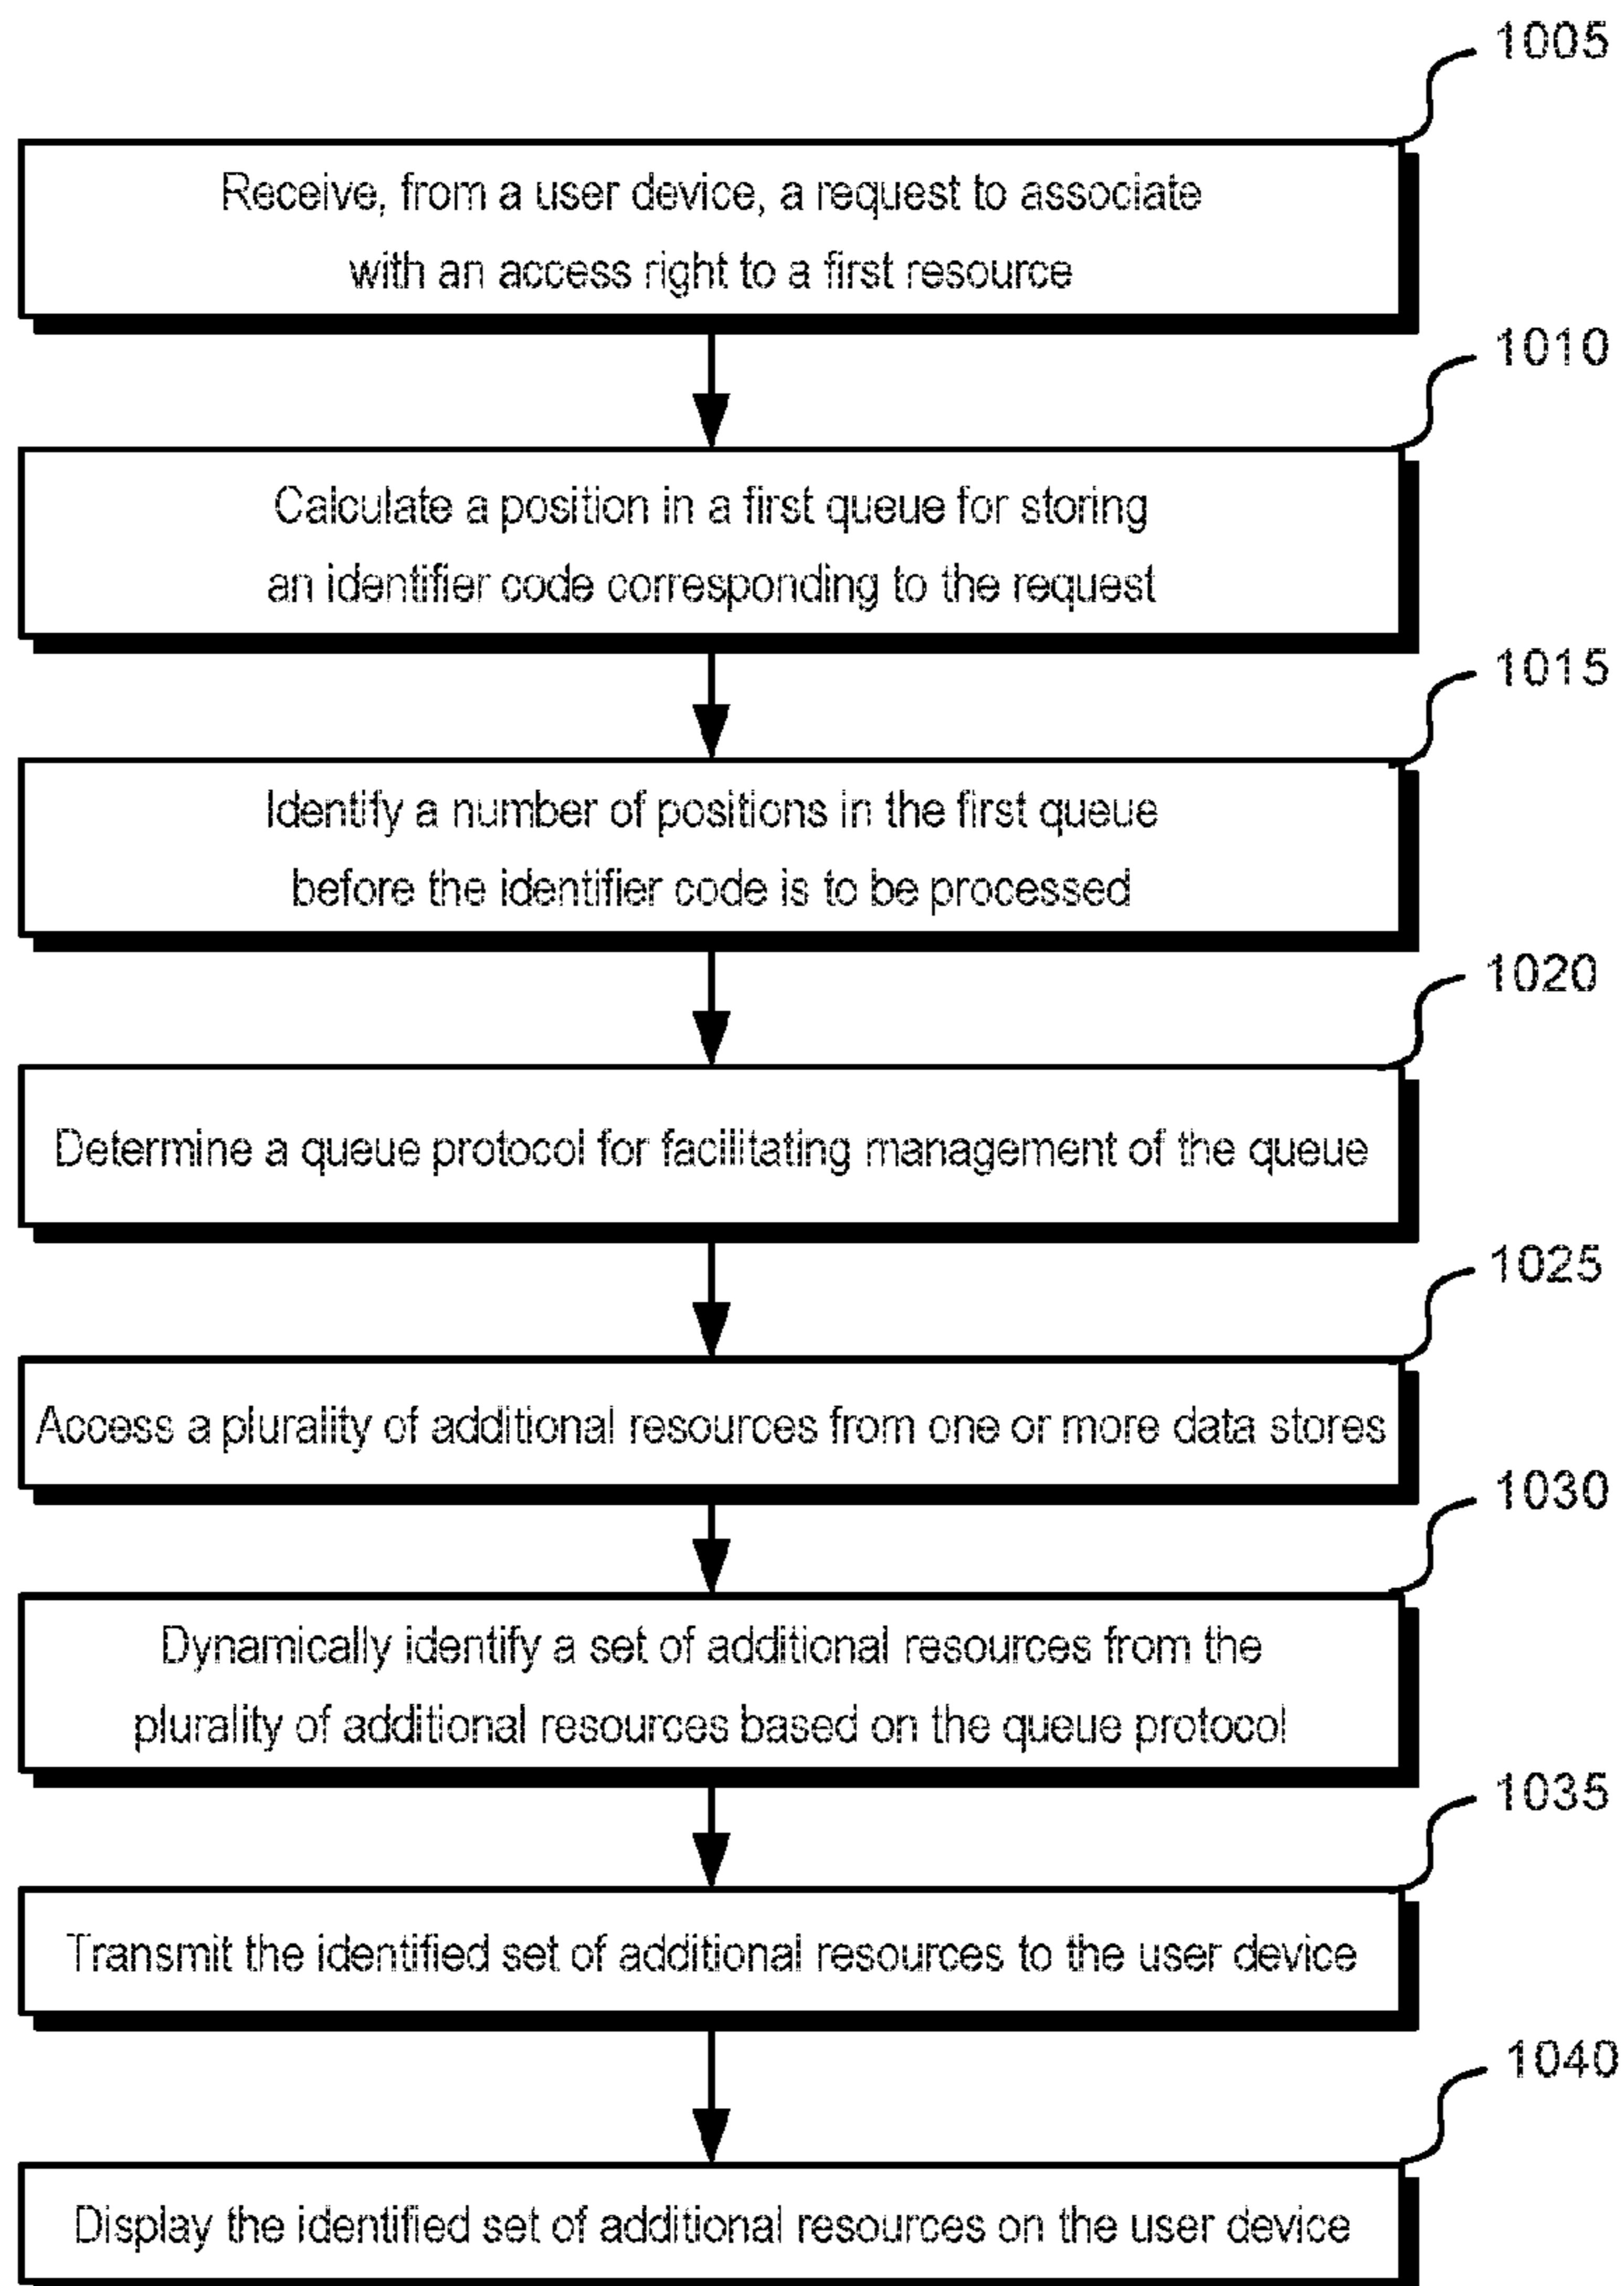 1005
Receive, from a user device, a request to associate
with an access right to a first resource
1010
Calculate a position in a first queue for storing
an identifier code corresponding to the request
1015
Identify a number of positions in the first queue
before the identifier code is to be processed
1020
Determine a queue protocol for facilitating management of the queue
1025
Access a plurality of additional resources from one or more data stores
1030
Dynamically identify a set of additional resources from the
plurality of additional resources based on the queue protocol
1035
Transmit the identified set of additional resources to the user device
1040
Display the identified set of additional resources on the user device